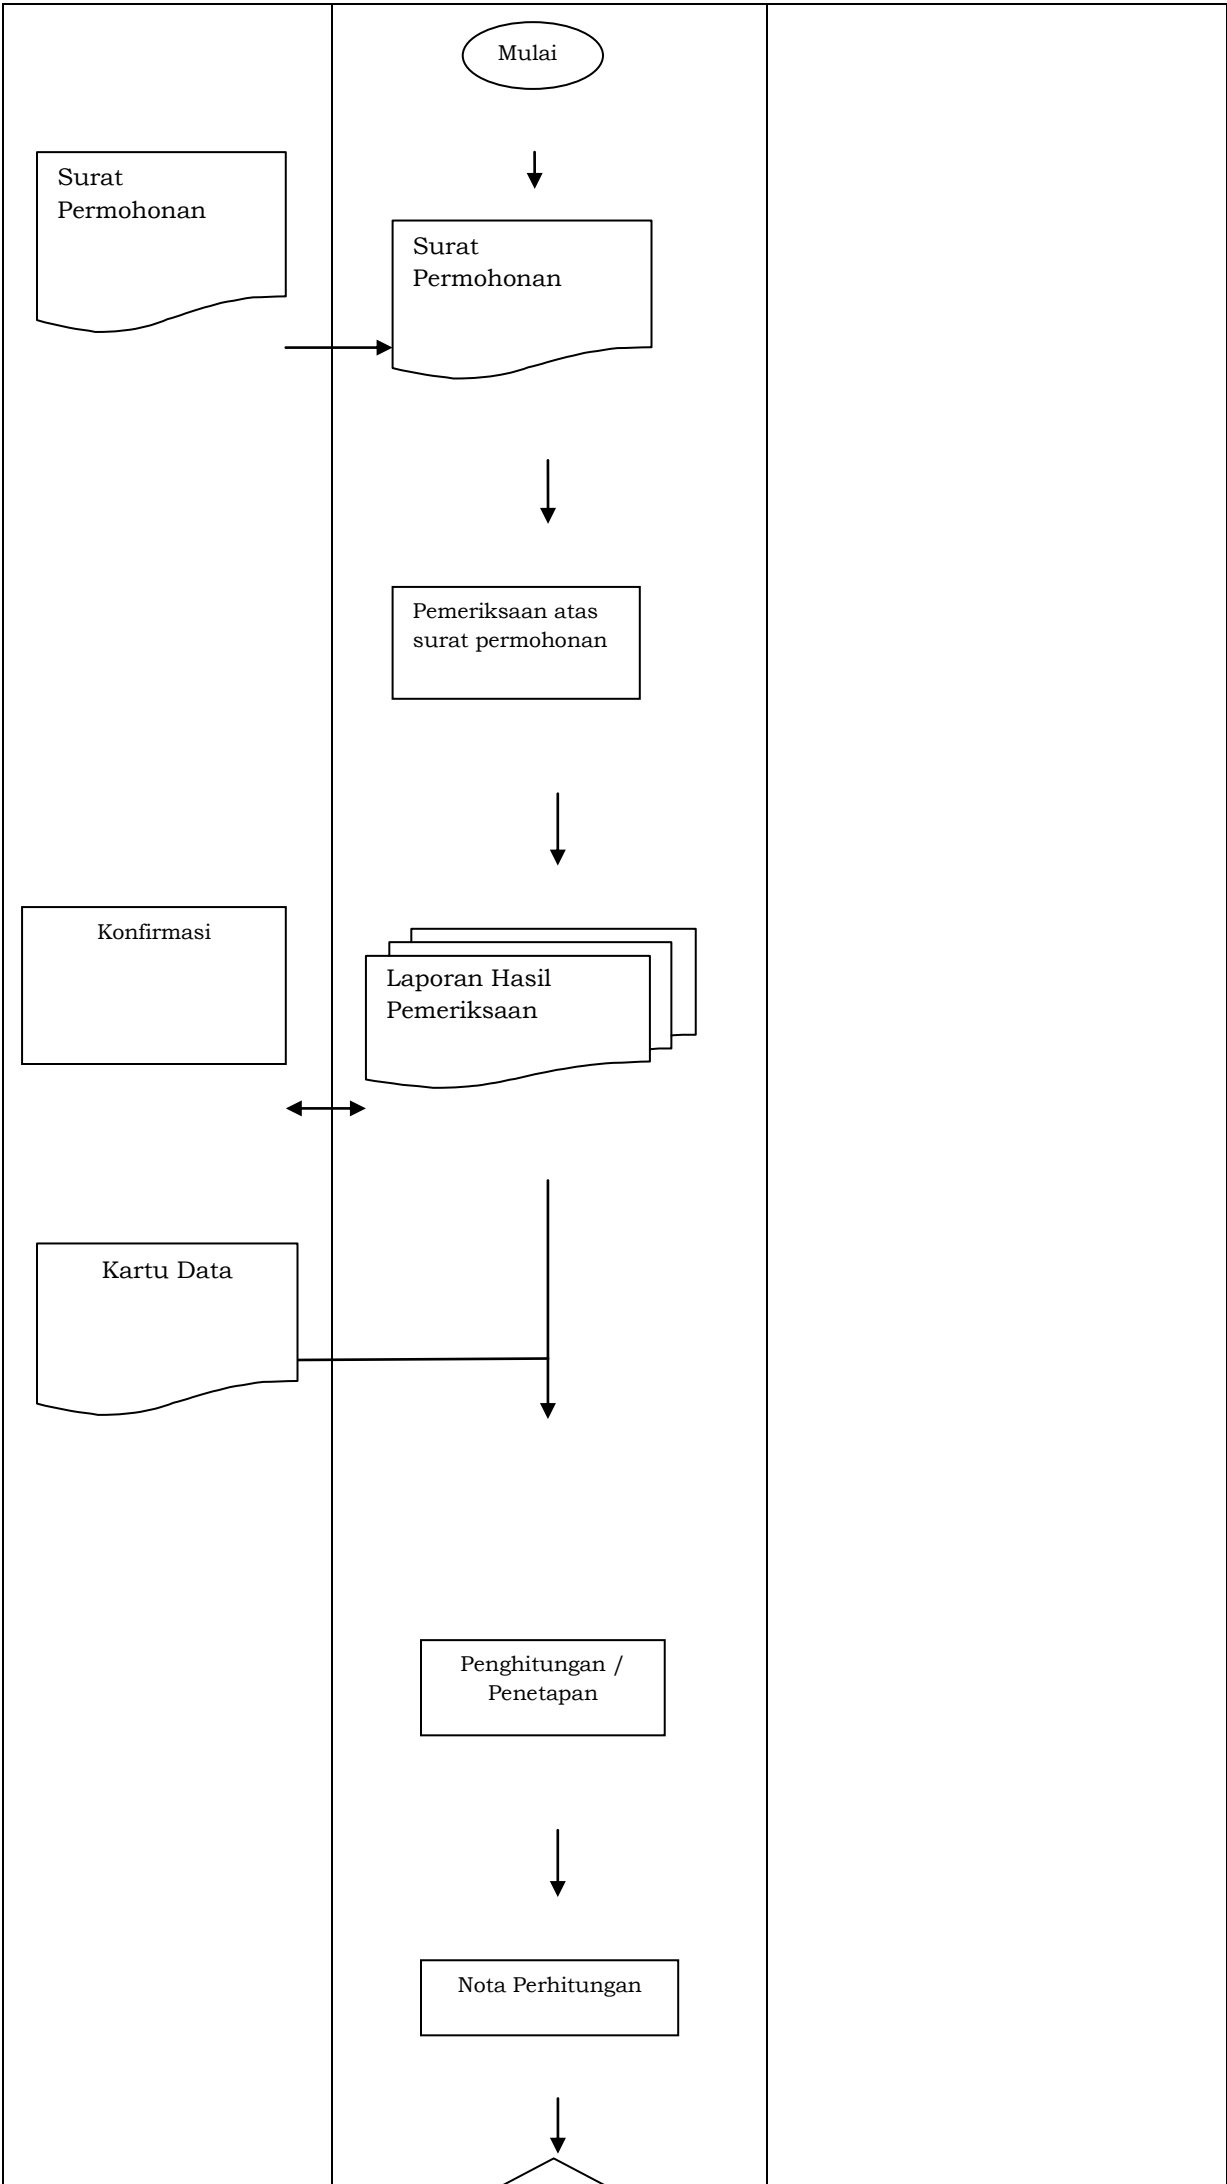 Mulai
Surat
Permohonan
Surat
Permohonan
Pemeriksaan atas
surat permohonan
Konfirmasi
Laporan Hasil
Pemeriksaan
Kartu Data
Penghitungan /
Penetapan
Nota Perhitungan